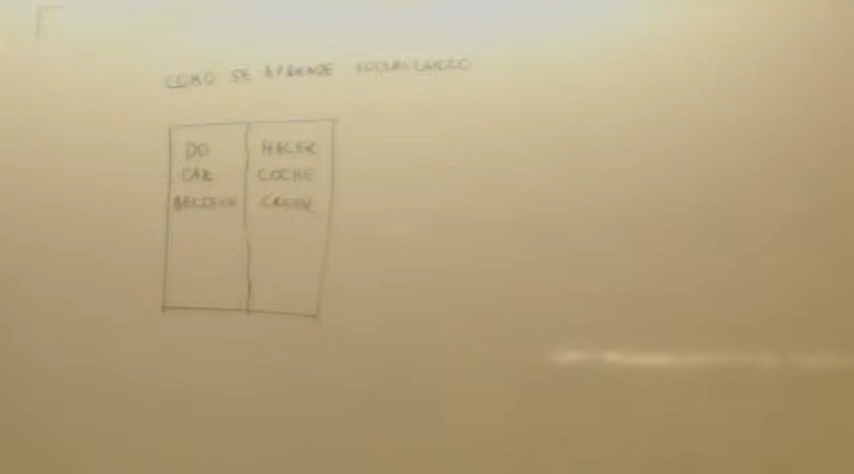 COMO SE APRENDE VOCABULARIO
DO HACER
CAR COCHE
BELIEVE CREER